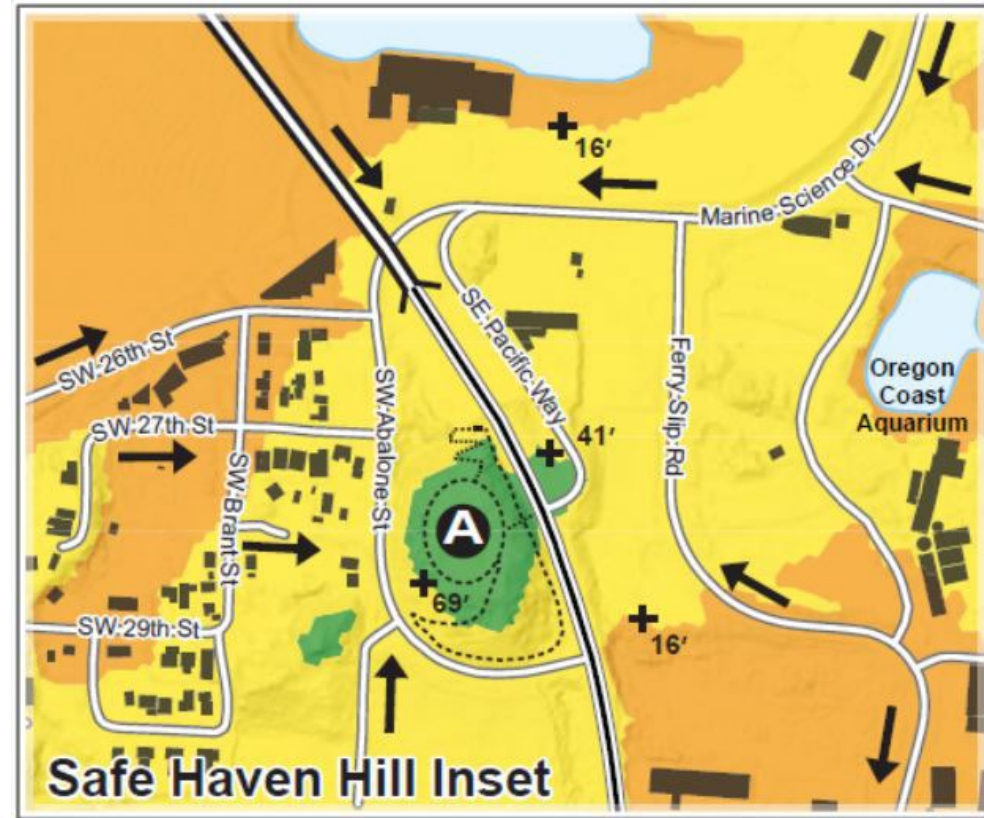 16'
Marine Science Dr
SW 26th St
SE Pacific Way
Ferry Slip Rd
Oregon
Coast
Aquarium
SW 27th St
SW Abalone St
41'
SW Brant St
A
69'
SW 29th St
16'
Safe Haven Hill Inset